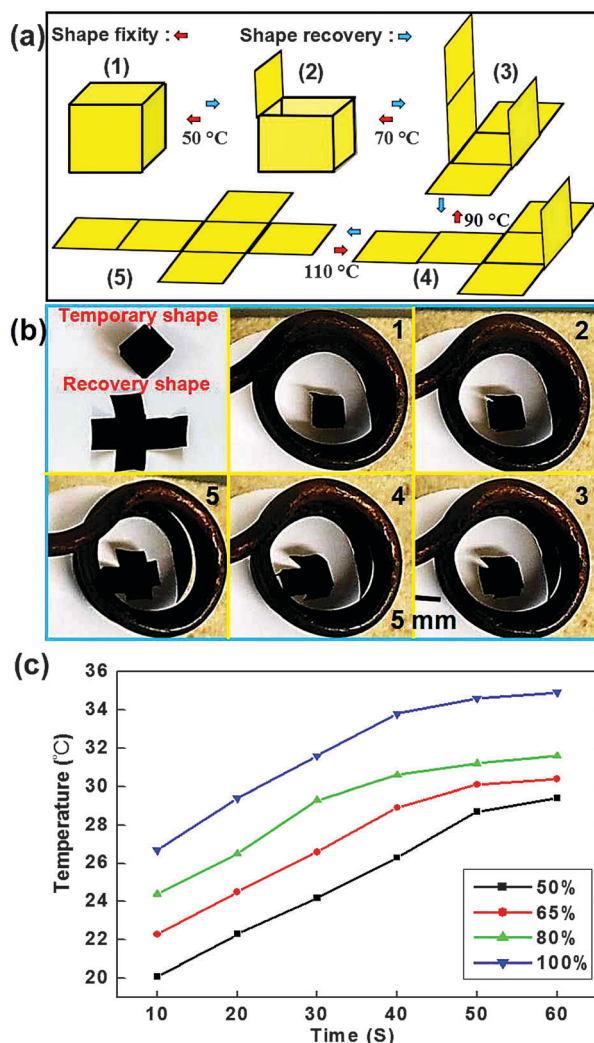 (a) Shape fixity : Shape recovery :
(1) (2) (3)
50 °C 70 °C
90 °C
(5) 110 °C (4)
(b) Temporary shape 1 2
Recovery shape
5 4 3
5 mm
(c)
36
34
32
30
28
26
24
22
20
Temperature (℃)
50%
65%
80%
100%
10 20 30 40 50 60
Time (S)